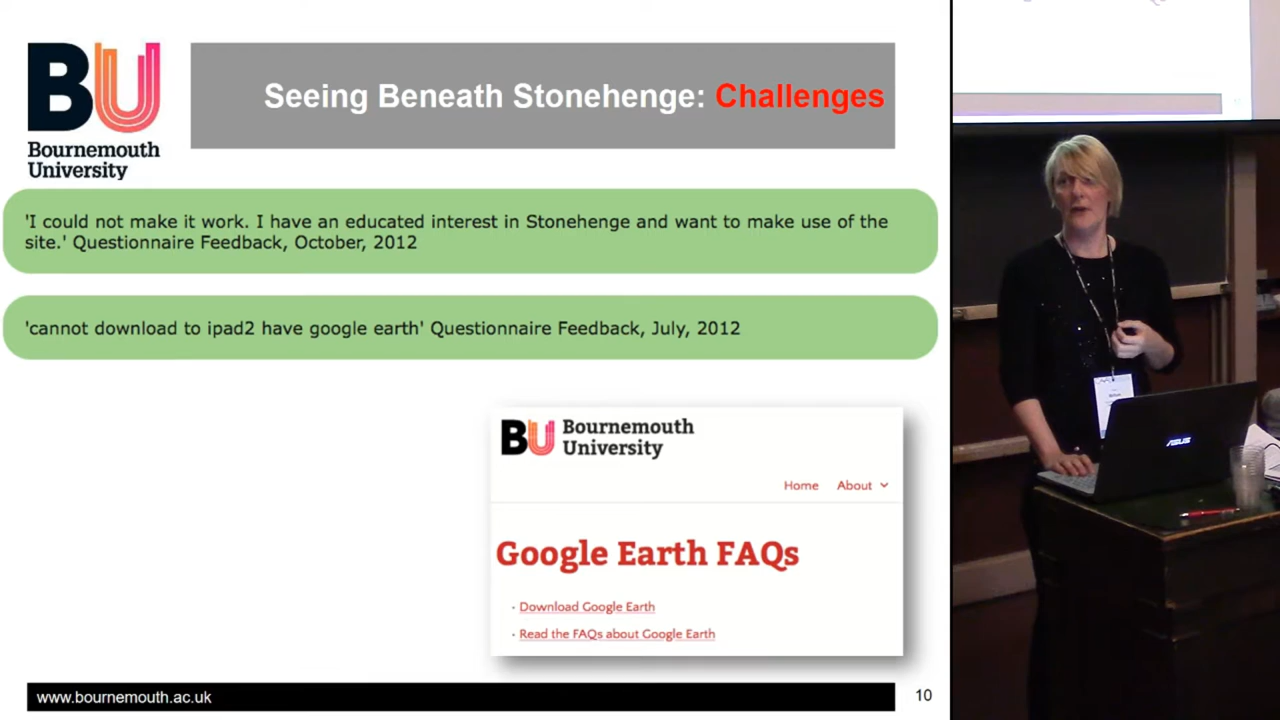 BU
Bournemouth
University
Seeing Beneath Stonehenge: Challenges
'I could not make it work. I have an educated interest in Stonehenge and want to make use of the
site.' Questionnaire Feedback, October, 2012
'cannot download to ipad2 have google earth' Questionnaire Feedback, July, 2012
BU Bournemouth
University
Home About
Google Earth FAQs
· Download Google Earth
· Read the FAQs about Google Earth
www.bournemouth.ac.uk 10
ASUS